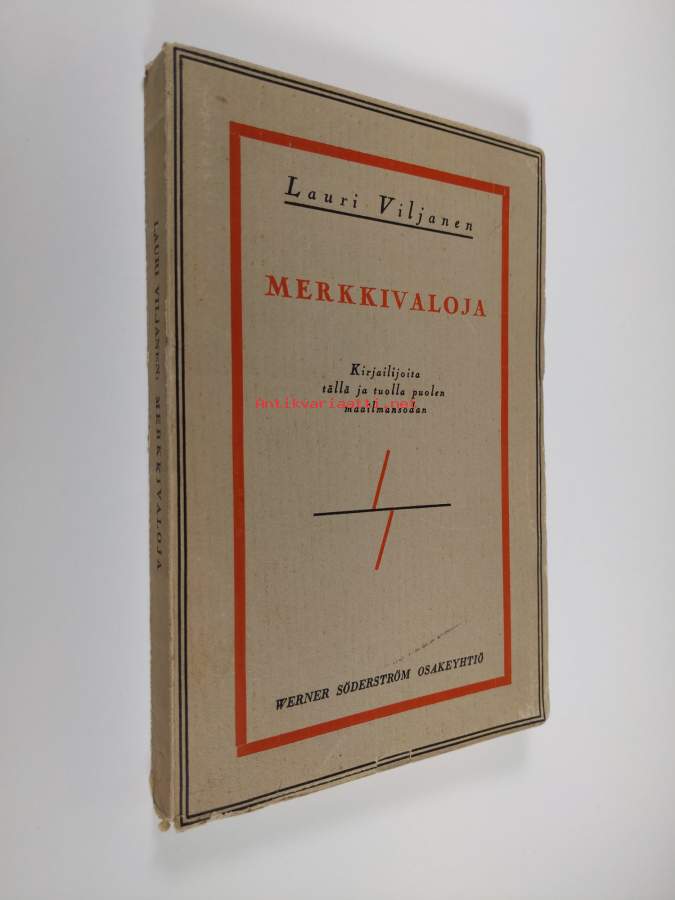 Lauri Viljanen
MERKKIVALOJA
Kirjailijoita
tällä ja tuolla puolen
maailmansodan
Antikvariaatti.net
WERNER SÖDERSTRÖM OSAKEYHTIÖ
LAURI VILJANEN: MERKKIVALOJA